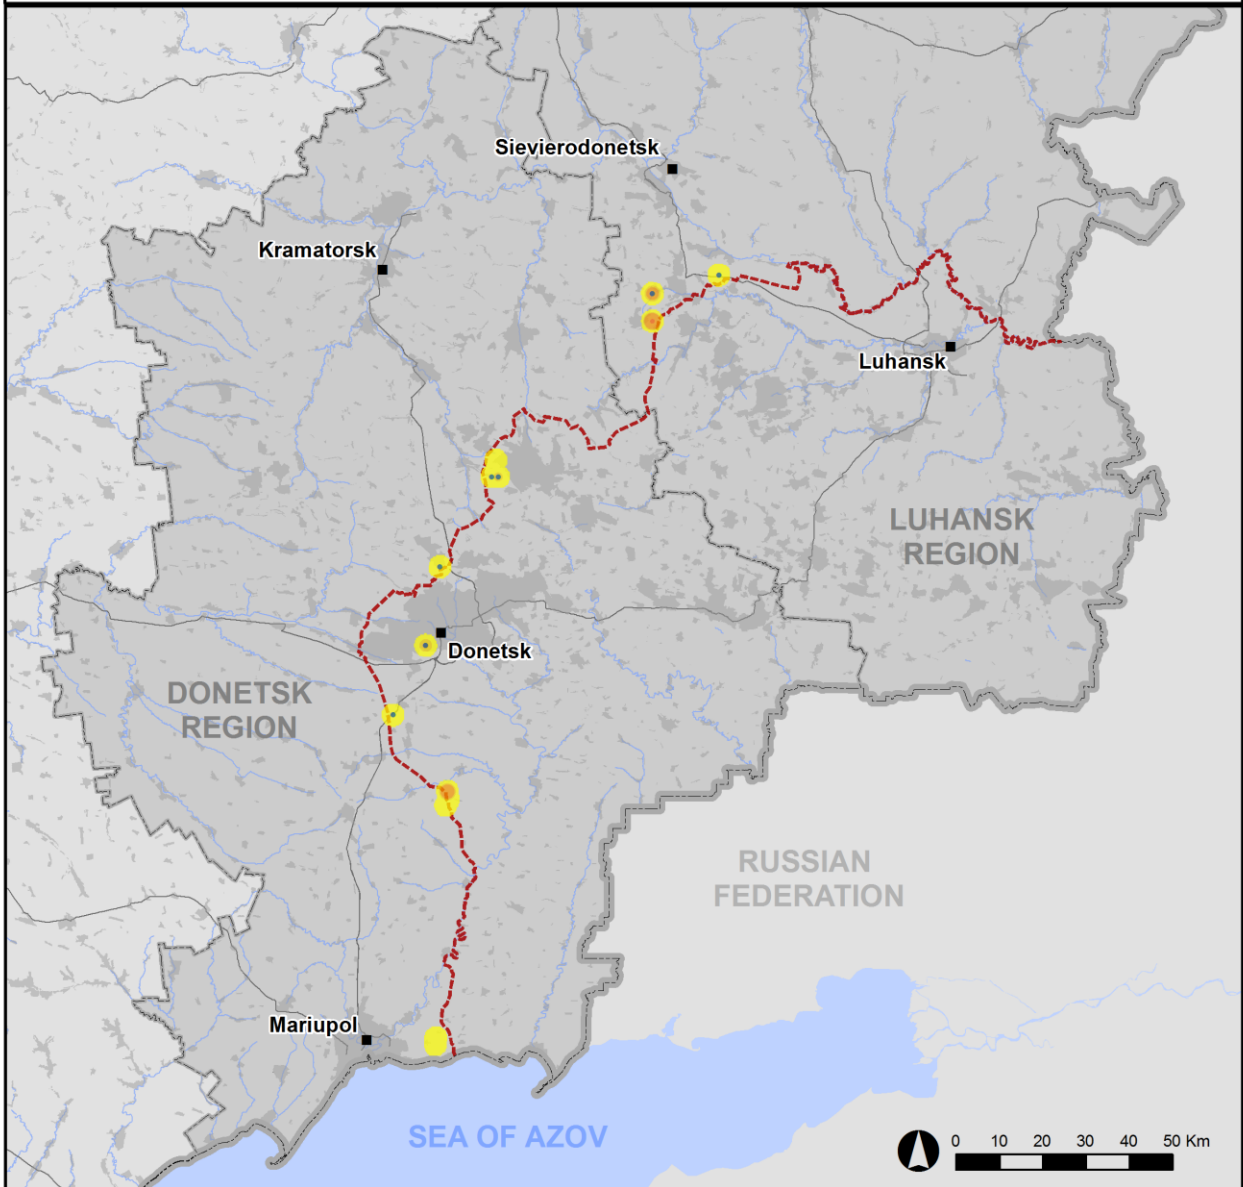 Sievierodonetsk
Kramatorsk
Luhansk
LUHANSK
REGION
Donetsk
DONETSK
REGION
RUSSIAN
FEDERATION
Mariupol
SEA OF AZOV
0 10 20 30 40 50 Km